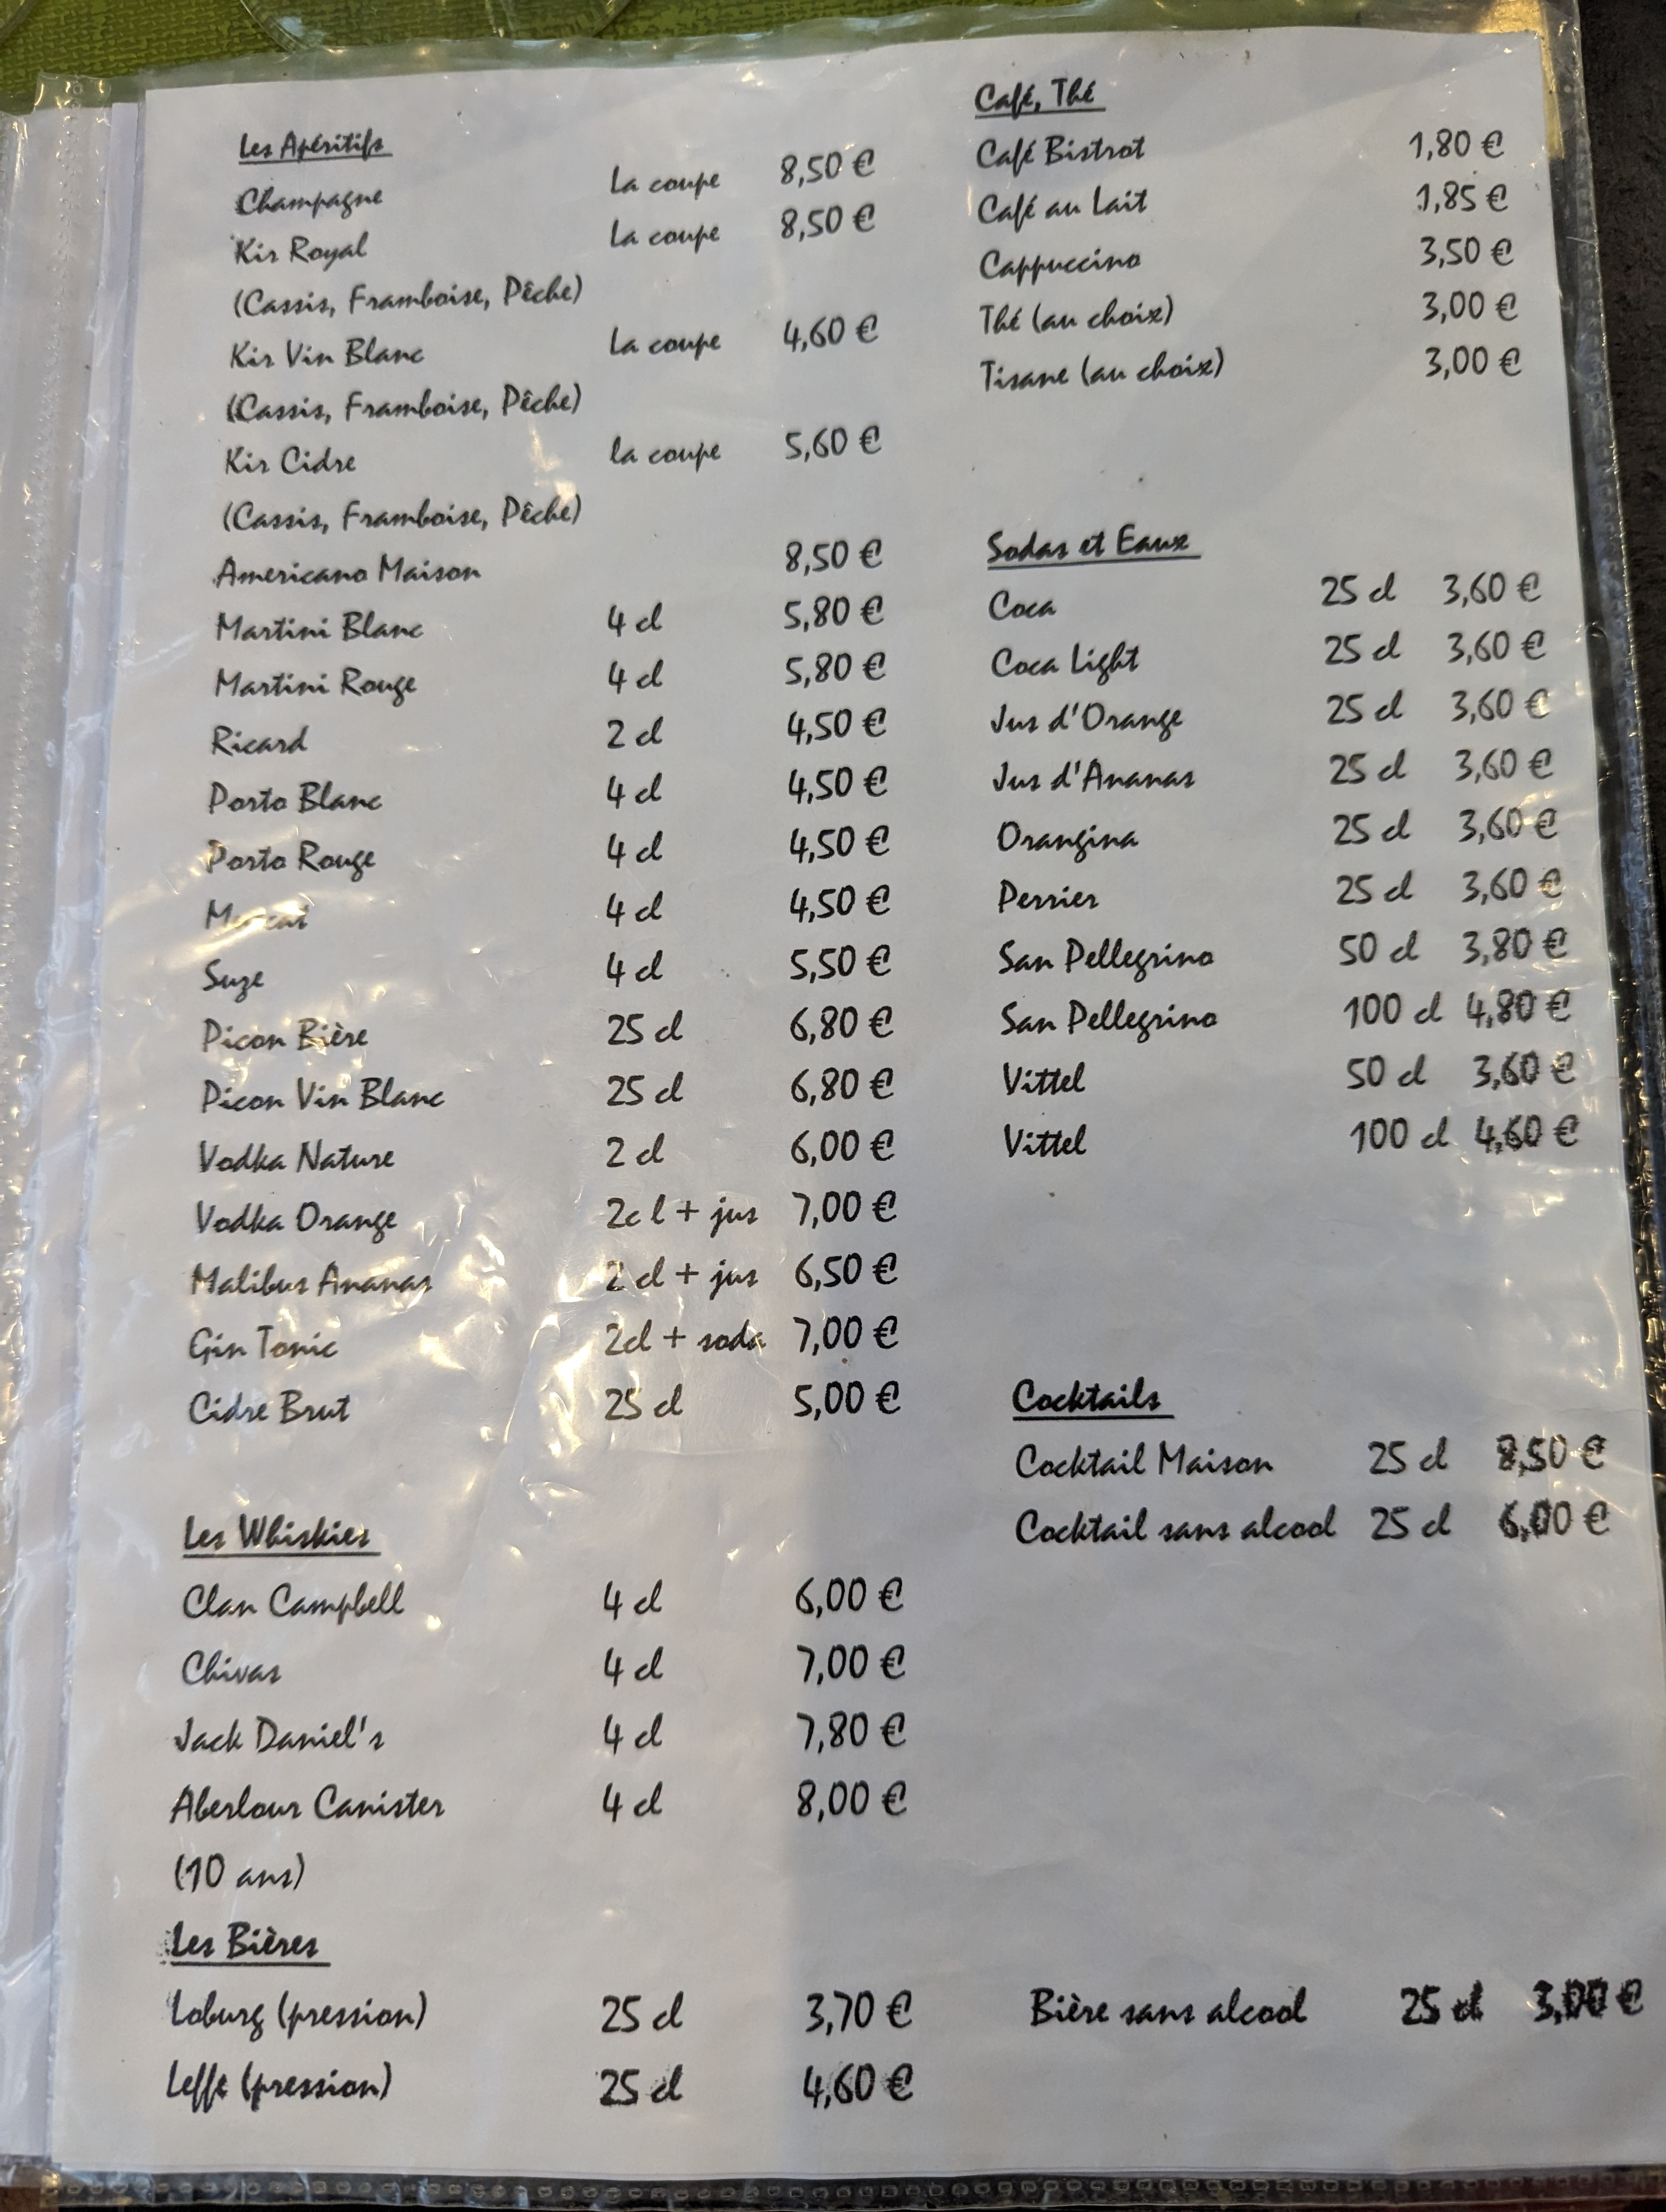 Les Apéritifs
Champagne La coupe 8,50 €
Kir Royal La coupe 8,50 €
(Cassis, Framboise, Pêche)
Kir Vin Blanc La coupe 4,60 €
(Cassis, Framboise, Pêche)
Kir Cidre la coupe 5,60 €
(Cassis, Framboise, Pêche)
Americano Maison 8,50 €
Martini Blanc 4 cl 5,80 €
Martini Rouge 4 cl 5,80 €
Ricard 2 cl 4,50 €
Porto Blanc 4 cl 4,50 €
Porto Rouge 4 cl 4,50 €
4 cl 4,50 €
Suze 4 cl 5,50 €
Picon Bière 25 cl 6,80 €
Picon Vin Blanc 25 cl 6,80 €
Vodka Nature 2 cl 6,00 €
Vodka Orange 2c l + jus 7,00 €
Malibus Ananas 2 cl + jus 6,50 €
Gin Tonic 2cl + soda 7,00 €
Cidre Brut 25 cl 5,00 €
Les Whiskies
Clan Campbell 4 cl 6,00 €
Chivas 4 cl 7,00 €
Jack Daniel's 4 cl 7,80 €
Aberlour Canister 4 cl 8,00 €
(10 ans)
Les Bières
Loburg (pression) 25 cl 3,70 €
Leffe (pression) 25 cl 4,60 €
Café, Thé
Café Bistrot 1,80 €
Café au Lait 1,85 €
Cappuccino 3,50 €
Thé (au choix) 3,00 €
Tisane (au choix) 3,00 €
Sodas et Eaux
Coca 25 cl 3,60 €
Coca Light 25 cl 3,60 €
Jus d'Orange 25 cl 3,60 €
Jus d'Ananas 25 cl 3,60 €
Orangina 25 cl 3,60 €
Perrier 25 cl 3,60 €
San Pellegrino 50 cl 3,80 €
San Pellegrino 100 cl 4,80 €
Vittel 50 cl 3,60 €
Vittel 100 cl 4,60 €
Cocktails
Cocktail Maison 25 cl 8,50 €
Cocktail sans alcool 25 cl 6,00 €
Bière sans alcool 25 cl 3,00 €